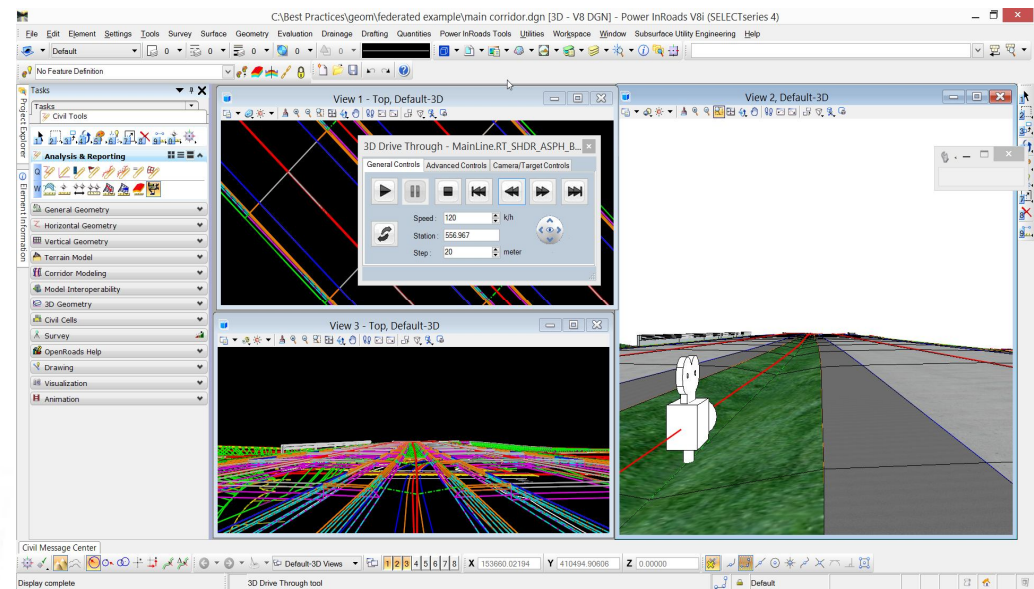 C:\Best Practices\geom\federated example\main corridor.dgn [3D - V8 DGN] - Power InRoads V8i (SELECTseries 4)
File Edit Element Settings Tools Survey Surface Geometry Evaluation Drainage Drafting Quantities Power InRoads Tools Utilities Workspace Window Subsurface Utility Engineering Help
Default 0 0 0 0 0
No Feature Definition
Tasks
Tasks
Civil Tools
Project Explorer
Element Information
Analysis & Reporting
Q
W
General Geometry
Horizontal Geometry
Vertical Geometry
Terrain Model
Corridor Modeling
Model Interoperability
3D Geometry
Civil Cells
Survey
OpenRoads Help
Drawing
Visualization
Animation
View 1 - Top, Default-3D
3D Drive Through - MainLine.RT_SHDR_ASPH_B...
General Controls Advanced Controls Camera/Target Controls
Speed: 120 k/h
Station: 556.967
Step: 20 meter
View 3 - Top, Default-3D
View 2, Default-3D
Civil Message Center
Default-3D Views 1 2 3 4 5 6 7 8 X 153660.02194 Y 410494.90606 Z 0.00000
Display complete 3D Drive Through tool Default